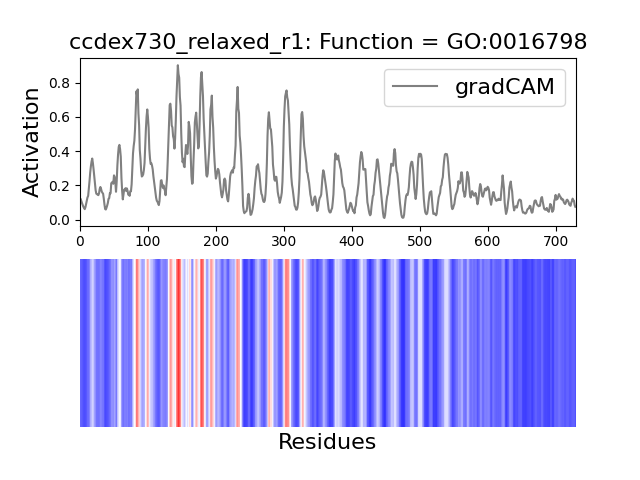 ccdex730_relaxed_r1: Function = GO:0016798
Activation
0.8
0.6
0.4
0.2
0.0
gradCAM
0 100 200 300 400 500 600 700
Residues